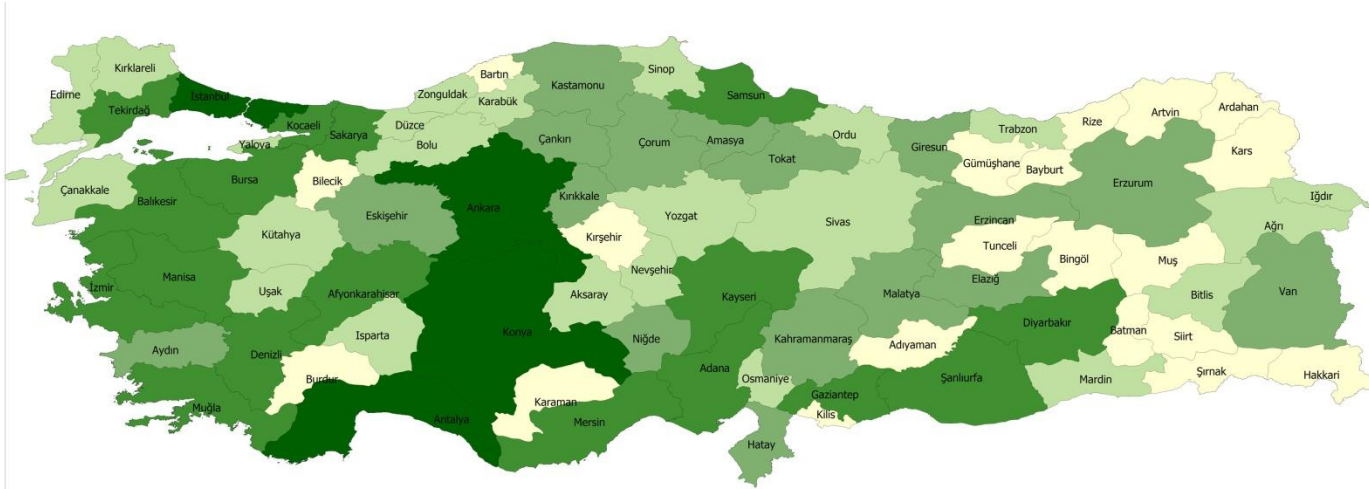 Kırklareli
Edirne
Tekirdağ
İstanbul
Kocaeli
Sakarya
Yalova
Düzce
Bolu
Zonguldak
Bartın
Karabük
Kastamonu
Sinop
Samsun
Çankırı
Çorum
Amasya
Tokat
Ordu
Giresun
Trabzon
Rize
Artvin
Ardahan
Kars
Gümüşhane
Bayburt
Erzurum
Iğdır
Ağrı
Çanakkale
Balıkesir
Bursa
Bilecik
Eskişehir
Kütahya
Ankara
Kırıkkale
Kırşehir
Yozgat
Sivas
Erzincan
Tunceli
Bingöl
Muş
Bitlis
Van
İzmir
Manisa
Uşak
Afyonkarahisar
Konya
Aksaray
Nevşehir
Kayseri
Malatya
Elazığ
Diyarbakır
Batman
Siirt
Şırnak
Hakkari
Aydın
Denizli
Isparta
Burdur
Muğla
Antalya
Karaman
Niğde
Mersin
Adana
Kahramanmaraş
Osmaniye
Adıyaman
Gaziantep
Kilis
Hatay
Şanlıurfa
Mardin